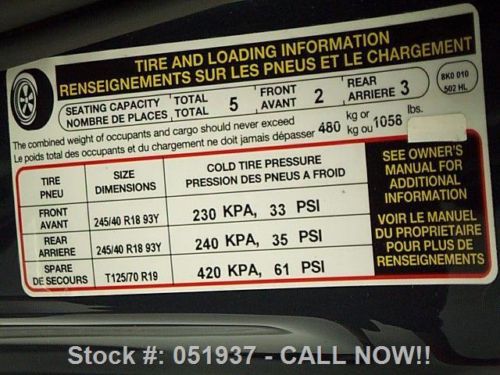 TIRE AND LOADING INFORMATION
RENSEIGNEMENTS SUR LES PNEUS ET LE CHARGEMENT
SEATING CAPACITY TOTAL 5 FRONT 2 REAR 3
NOMBRE DE PLACES TOTAL AVANT ARRIERE
8K0 010
502 HL
The combined weight of occupants and cargo should never exceed 480 kg or 1058 lbs.
Le poids total des occupants et du chargement ne doit jamais dépasser kg ou
TIRE SIZE COLD TIRE PRESSURE
PNEU DIMENSIONS PRESSION DES PNEUS A FROID
FRONT
AVANT 245/40 R18 93Y 230 KPA, 33 PSI
REAR
ARRIERE 245/40 R18 93Y 240 KPA, 35 PSI
SPARE
DE SECOURS T125/70 R19 420 KPA, 61 PSI
SEE OWNER'S
MANUAL FOR
ADDITIONAL
INFORMATION
VOIR LE MANUEL
DU PROPRIETAIRE
POUR PLUS DE
RENSEIGNEMENTS
Stock #: 051937 - CALL NOW!!